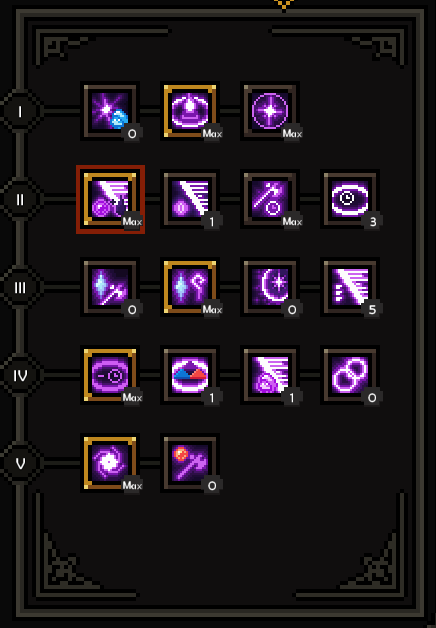 I
0 Max Max
II
Max 1 Max 3
III
0 Max 0 5
IV
Max 1 1 0
V
Max 0